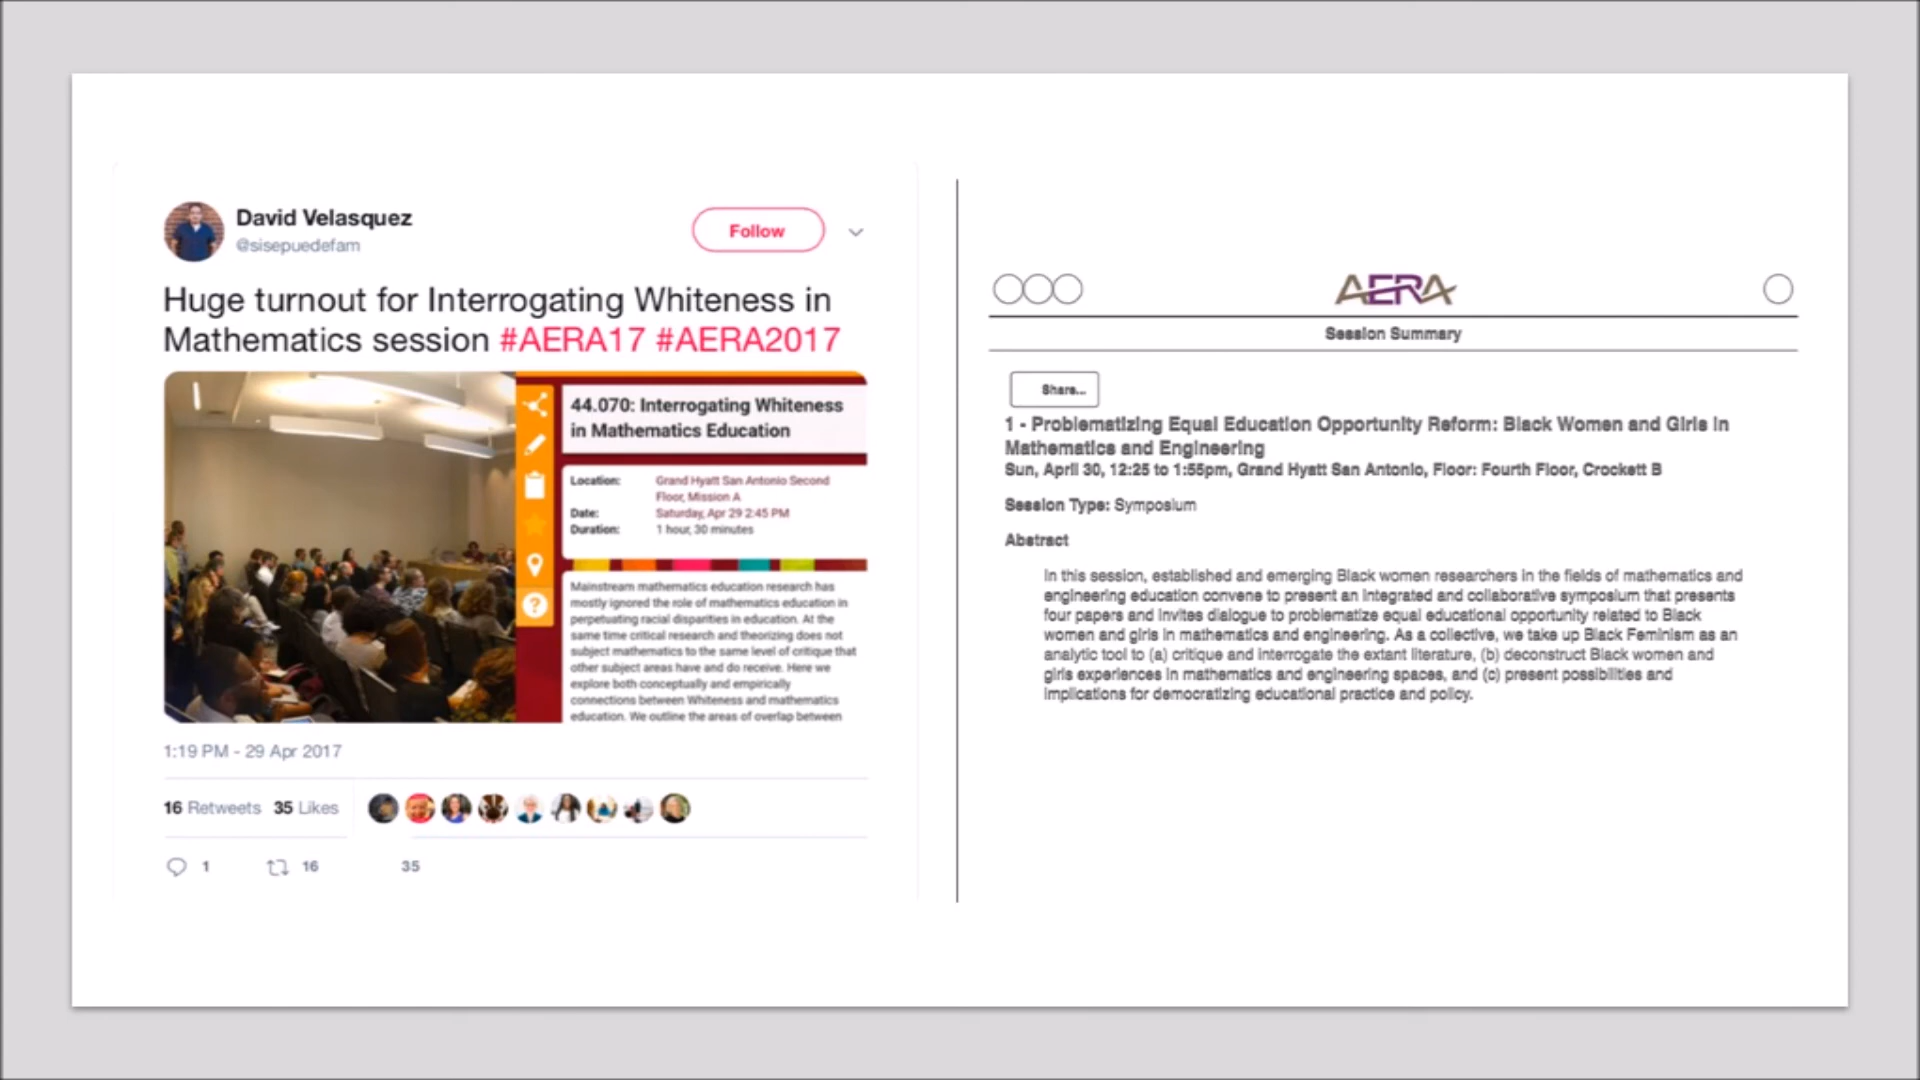 David Velasquez
@sisepuedefam
Follow
Huge turnout for Interrogating Whiteness in
Mathematics session #AERA17 #AERA2017
44.070: Interrogating Whiteness
in Mathematics Education
Location: Grand Hyatt San Antonio Second
Floor, Mission A
Date: Saturday, Apr 29 2:45 PM
Duration: 1 hour, 30 minutes
Mainstream mathematics education research has
mostly ignored the role of mathematics education in
perpetuating racial disparities in education. At the
same time critical research and theorizing does not
subject mathematics to the same level of critique that
other subject areas have and do receive. Here we
explore both conceptually and empirically
connections between Whiteness and mathematics
education. We outline the areas of overlap between
1:19 PM - 29 Apr 2017
16 Retweets 35 Likes
1 16 35
AERA
Session Summary
Share...
1 - Problematizing Equal Education Opportunity Reform: Black Women and Girls in
Mathematics and Engineering
Sun, April 30, 12:25 to 1:55pm, Grand Hyatt San Antonio, Floor: Fourth Floor, Crockett B
Session Type: Symposium
Abstract
In this session, established and emerging Black women researchers in the fields of mathematics and
engineering education convene to present an integrated and collaborative symposium that presents
four papers and invites dialogue to problematize equal educational opportunity related to Black
women and girls in mathematics and engineering. As a collective, we take up Black Feminism as an
analytic tool to (a) critique and interrogate the extant literature, (b) deconstruct Black women and
girls experiences in mathematics and engineering spaces, and (c) present possibilities and
implications for democratizing educational practice and policy.